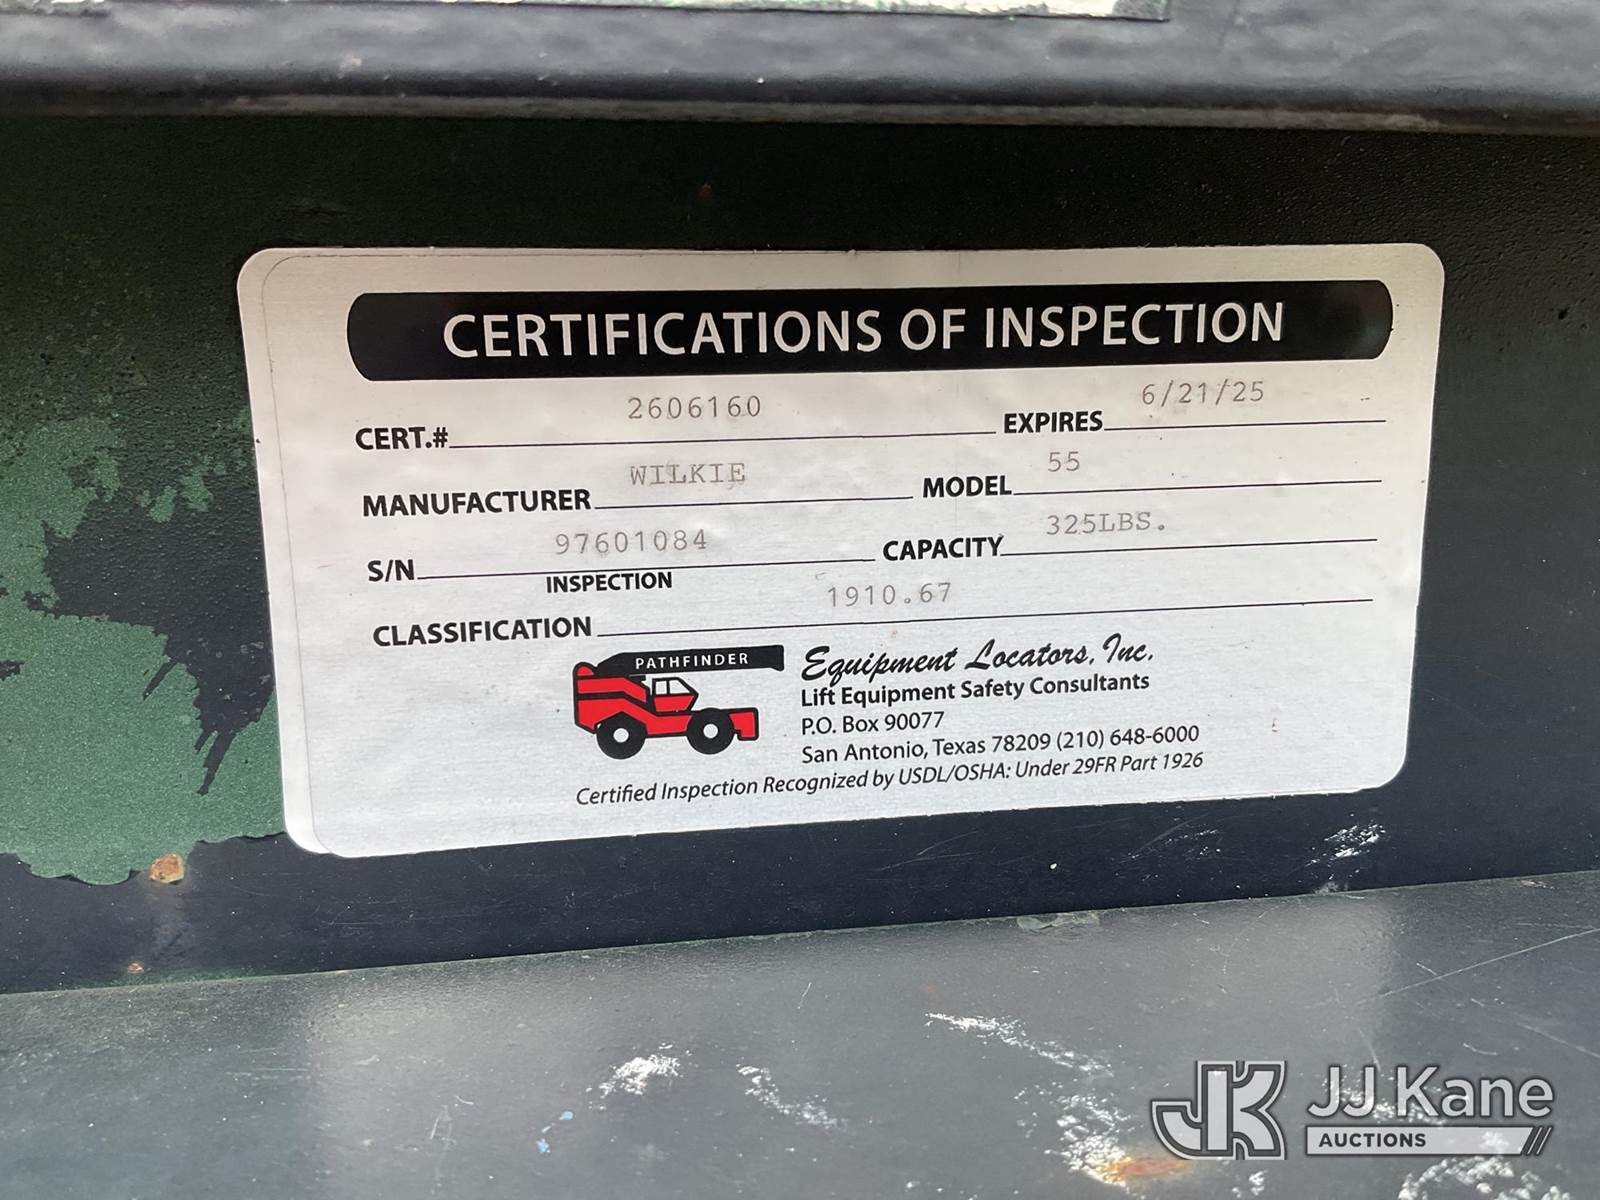 CERTIFICATIONS OF INSPECTION
CERT.# 2606160 EXPIRES 6/21/25
MANUFACTURER WILKIE MODEL 55
S/N 97601084 CAPACITY 325LBS.
INSPECTION
CLASSIFICATION 1910.67
PATHFINDER
Equipment Locators, Inc.
Lift Equipment Safety Consultants
P.O. Box 90077
San Antonio, Texas 78209 (210) 648-6000
Certified Inspection Recognized by USDL/OSHA: Under 29FR Part 1926
JK JJ Kane
AUCTIONS